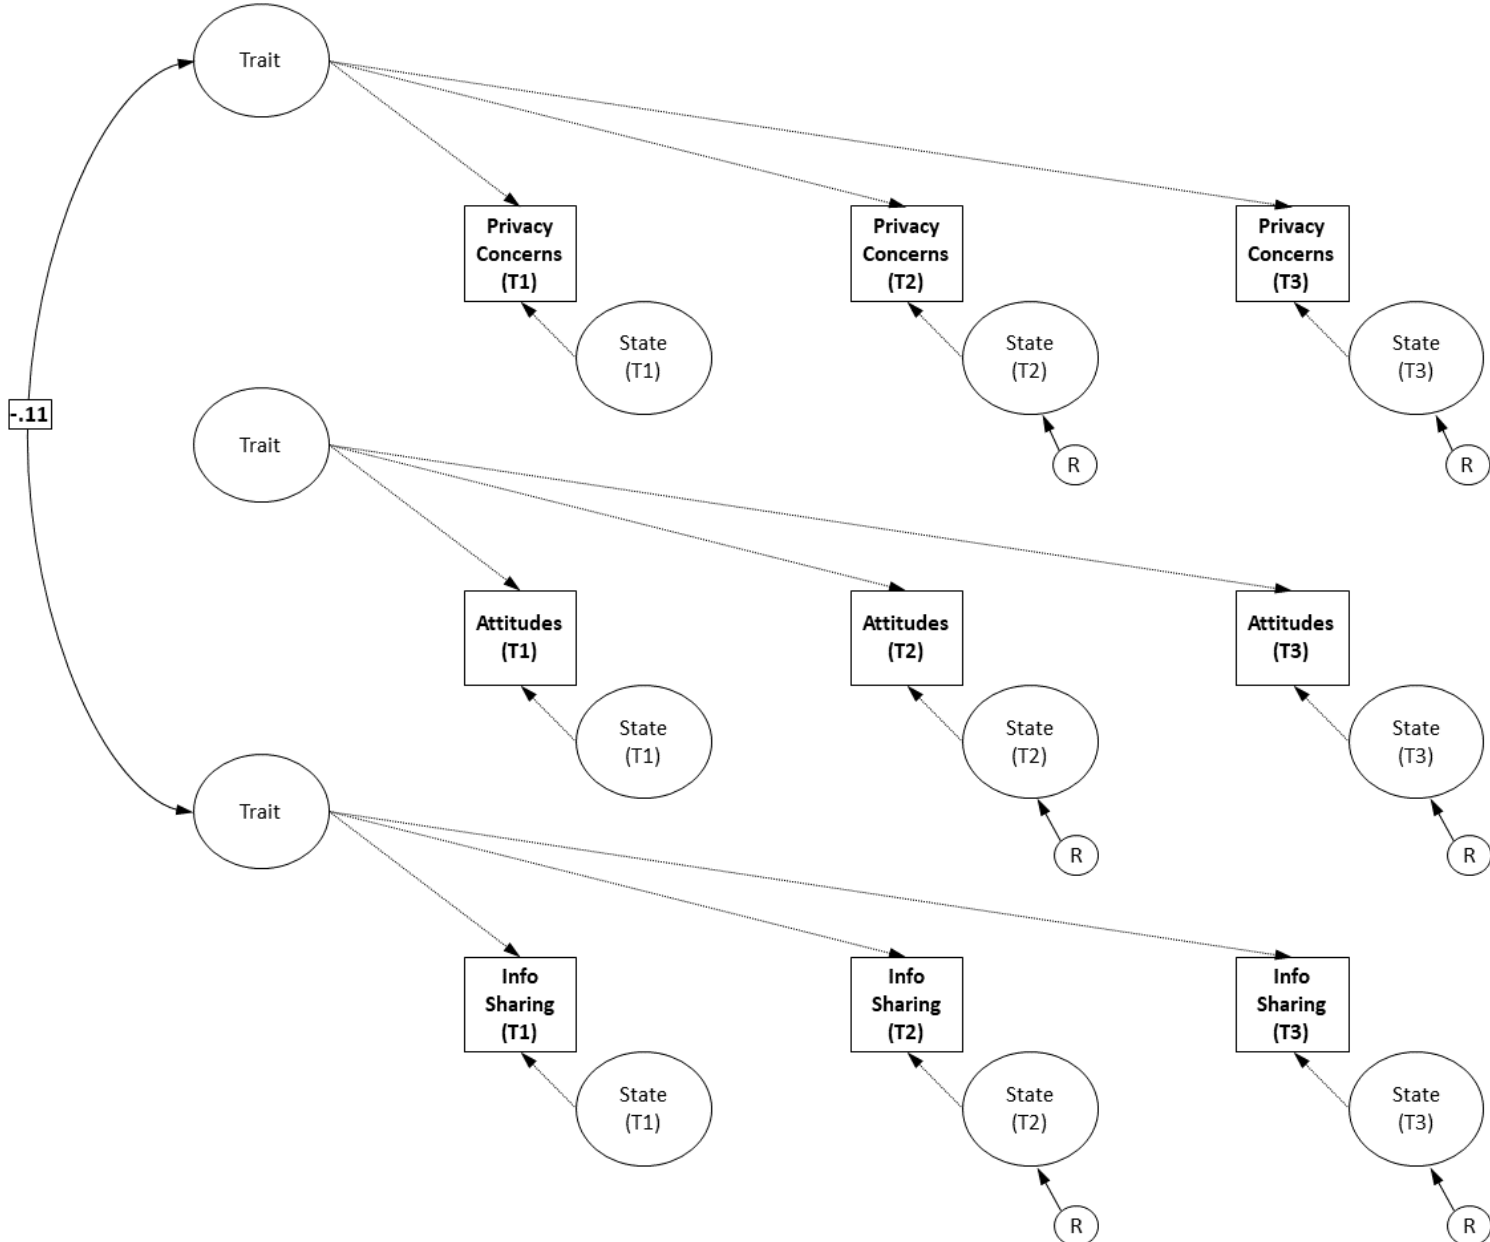 Trait
Privacy
Concerns
(T1)
Privacy
Concerns
(T2)
Privacy
Concerns
(T3)
State
(T1)
State
(T2)
State
(T3)
-.11
Trait
R
R
Attitudes
(T1)
Attitudes
(T2)
Attitudes
(T3)
State
(T1)
State
(T2)
State
(T3)
Trait
R
R
Info
Sharing
(T1)
Info
Sharing
(T2)
Info
Sharing
(T3)
State
(T1)
State
(T2)
State
(T3)
R
R